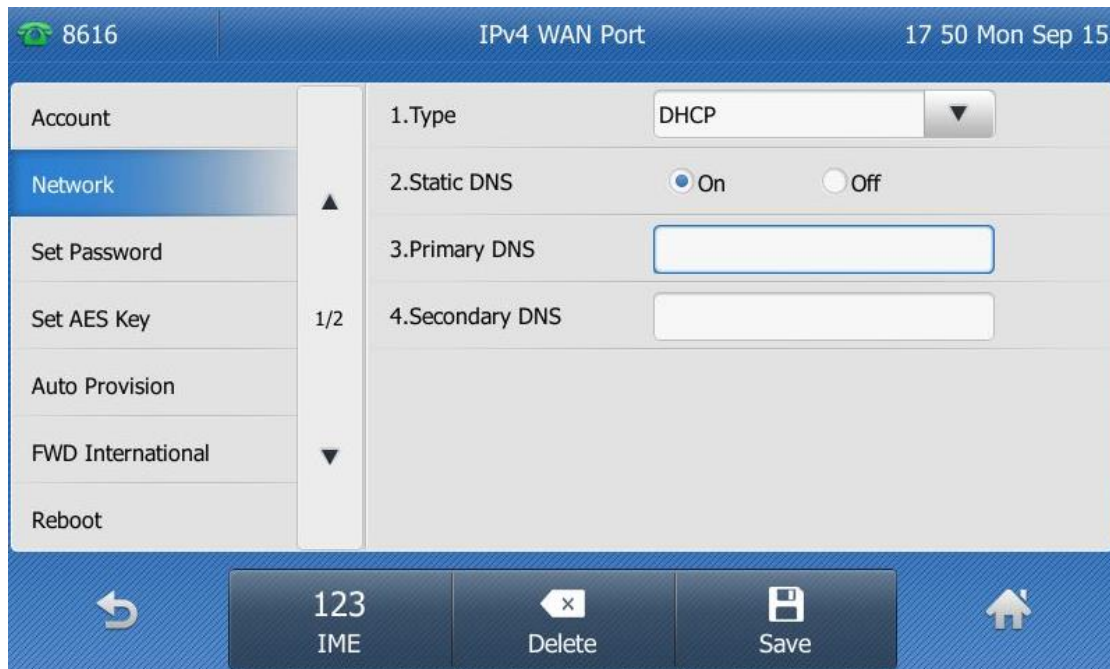 8616
IPv4 WAN Port
17 50 Mon Sep 15
Account
Network
Set Password
Set AES Key
Auto Provision
FWD International
Reboot
1/2
1.Type
DHCP
2.Static DNS
On
Off
3.Primary DNS
4.Secondary DNS
123
IME
Delete
Save